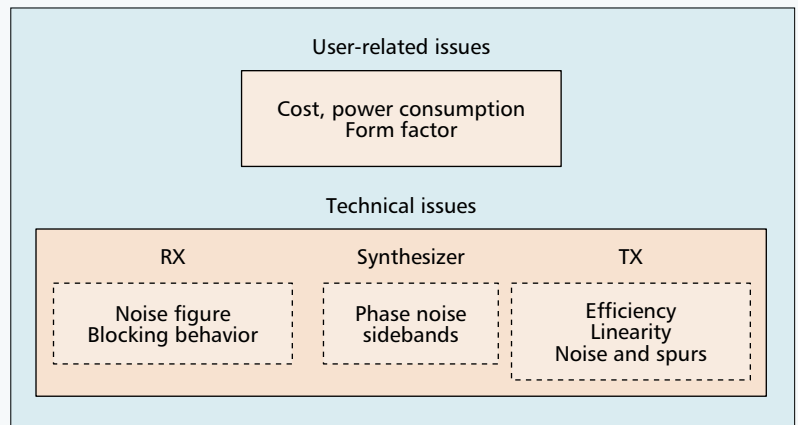 User-related issues
Cost, power consumption
Form factor
Technical issues
RX
Noise figure
Blocking behavior
Synthesizer
Phase noise
sidebands
TX
Efficiency
Linearity
Noise and spurs